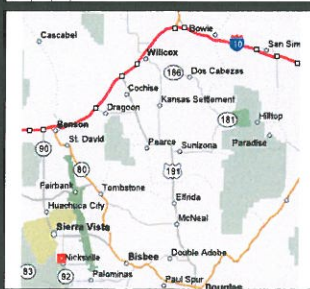 Cascabel
Bowie
10
San Sim
Willcox
186
Dos Cabezas
Cochise
Kansas Settlement
Dragoon
181
Hilltop
Benson
Paradise
St. David
90
Pearce
Sunizona
80
191
Fairbank
Tombstone
Elfrida
Huachuca City
McNeal
Sierra Vista
Nicksville
Bisbee
Double Adobe
83
92
Palominas
Paul Spur
Douglas